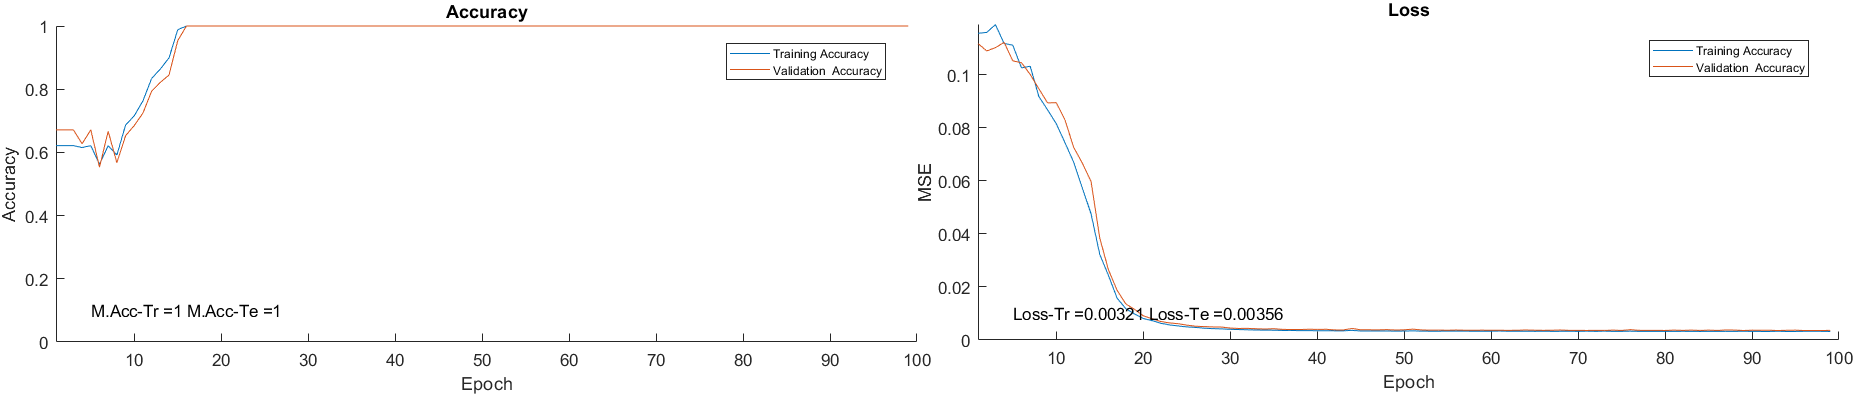 Accuracy
1
0.8
0.6
0.4
0.2
0
Accuracy
Training Accuracy
Validation  Accuracy
M.Acc-Tr =1 M.Acc-Te =1
10 20 30 40 50 60 70 80 90 100
Epoch
Loss
0.1
0.08
0.06
0.04
0.02
0
MSE
Training Accuracy
Validation  Accuracy
Loss-Tr =0.00321 Loss-Te =0.00356
10 20 30 40 50 60 70 80 90 100
Epoch